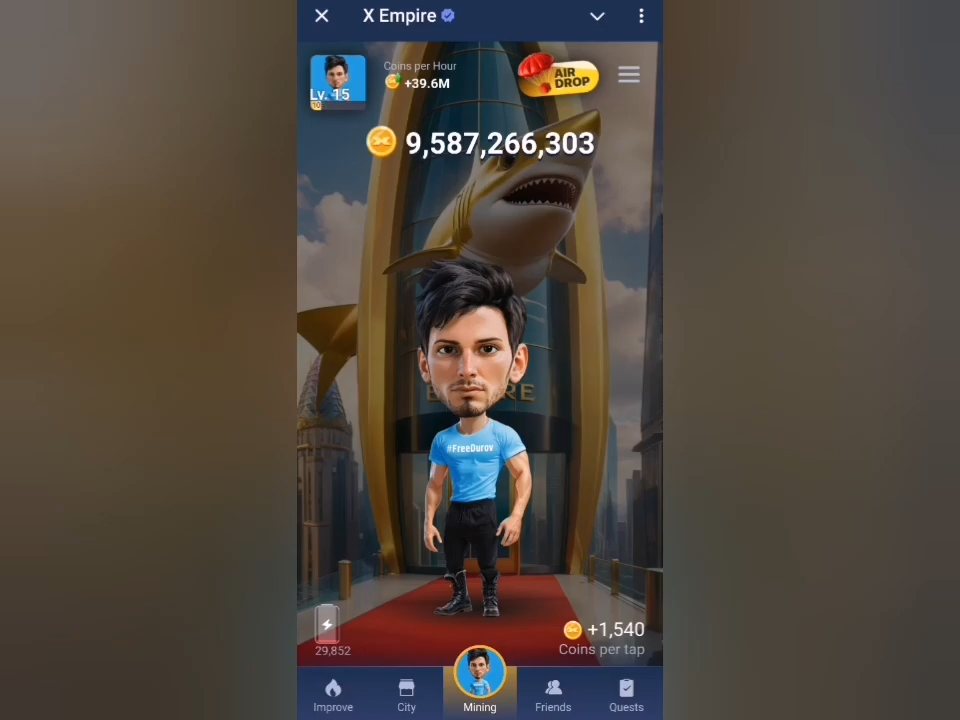 X Empire
Coins per Hour
+39.6M
AIR
DROP
Lv. 15
10
9,587,266,303
#FreeDurov
29,852
+1,540
Coins per tap
Improve
City
Mining
Friends
Quests